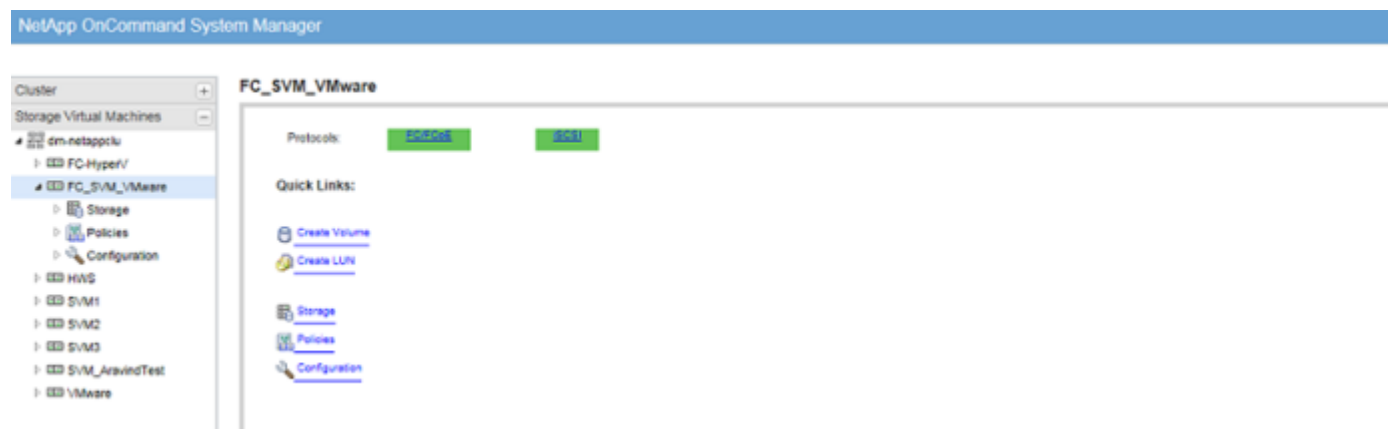 NetApp OnCommand System Manager
Cluster
Storage Virtual Machines
dm-netappclu
FC-HyperV
FC_SVM_VMware
Storage
Policies
Configuration
HWS
SVM1
SVM2
SVM3
SVM_AravindTest
VMware
FC_SVM_VMware
Protocols: FC/FCoE iSCSI
Quick Links:
Create Volume
Create LUN
Storage
Policies
Configuration